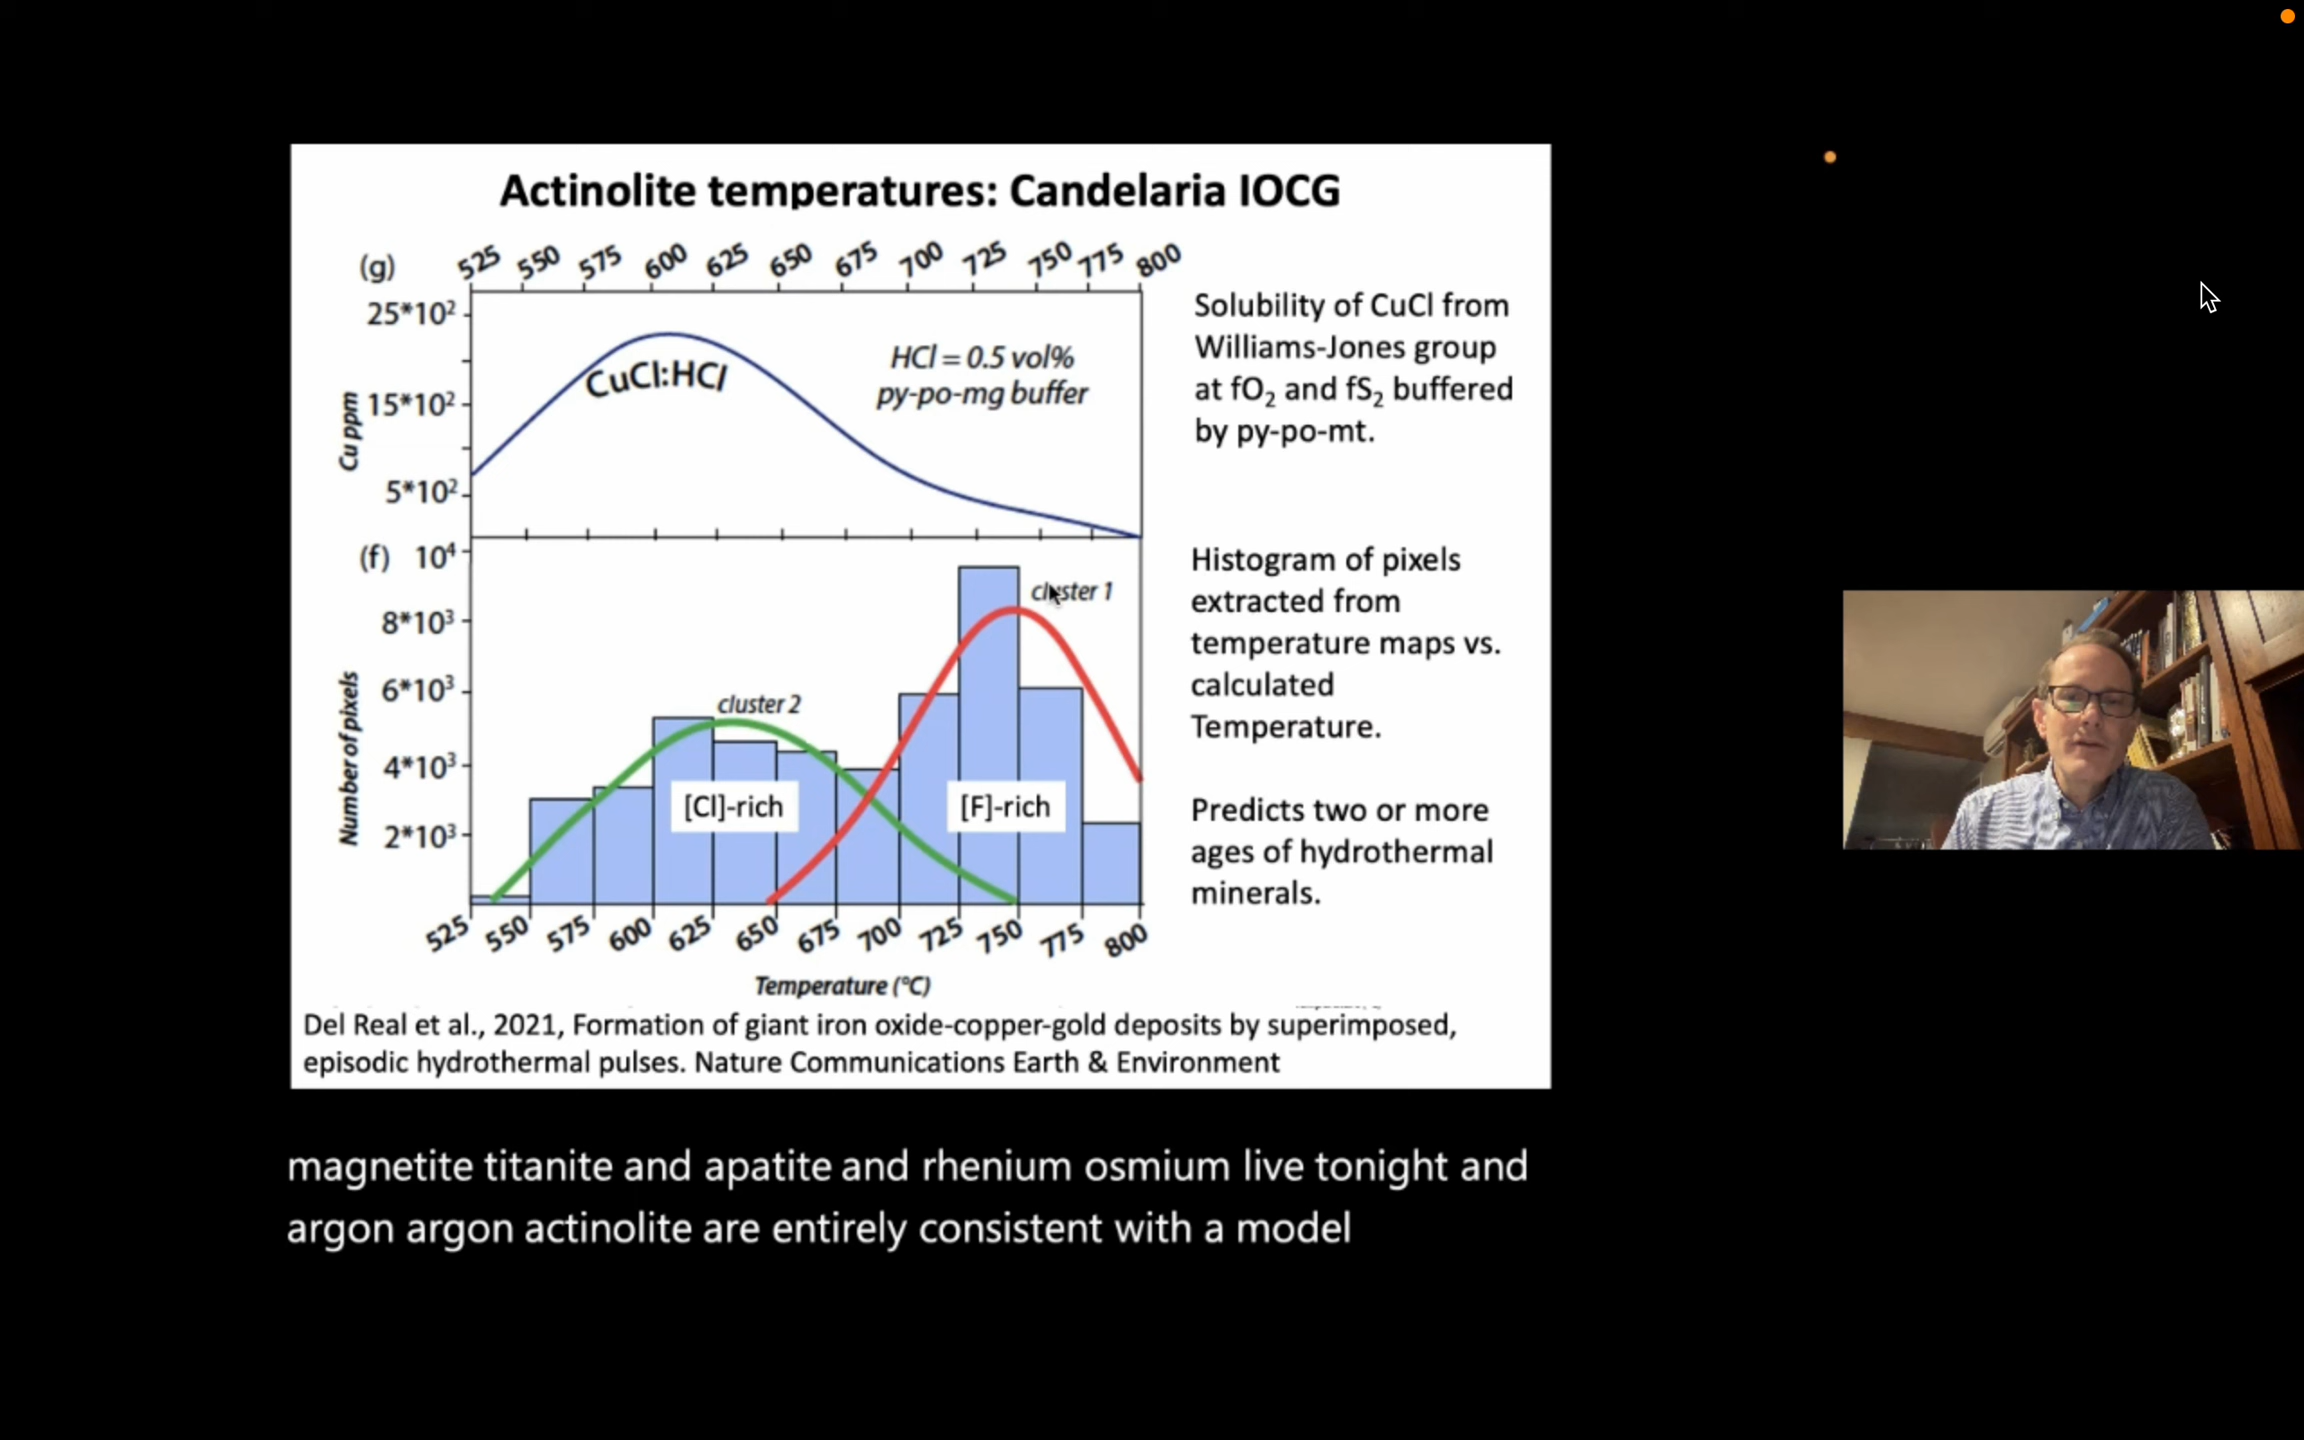 Actinolite temperatures: Candelaria IOCG
(g)
525 550 575 600 625 650 675 700 725 750 775 800
25*10²
15*10²
5*10²
Cu ppm
CuCl:HCl
HCl = 0.5 vol%
py-po-mg buffer
Solubility of CuCl from
Williams-Jones group
at fO₂ and fS₂ buffered
by py-po-mt.
(f)
10⁴
8*10³
6*10³
4*10³
2*10³
Number of pixels
cluster 1
cluster 2
[Cl]-rich
[F]-rich
525 550 575 600 625 650 675 700 725 750 775 800
Temperature (°C)
Histogram of pixels
extracted from
temperature maps vs.
calculated
Temperature.
Predicts two or more
ages of hydrothermal
minerals.
Del Real et al., 2021, Formation of giant iron oxide-copper-gold deposits by superimposed,
episodic hydrothermal pulses. Nature Communications Earth & Environment
magnetite titanite and apatite and rhenium osmium live tonight and
argon argon actinolite are entirely consistent with a model